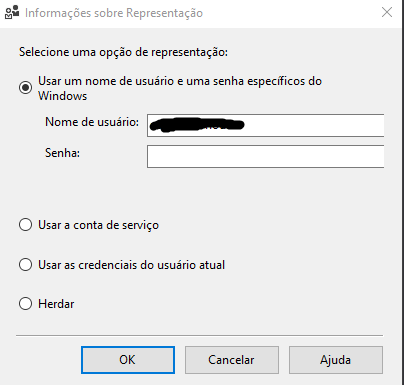 Informações sobre Representação
Selecione uma opção de representação:
Usar um nome de usuário e uma senha específicos do
Windows
Nome de usuário:
Senha:
Usar a conta de serviço
Usar as credenciais do usuário atual
Herdar
OK
Cancelar
Ajuda